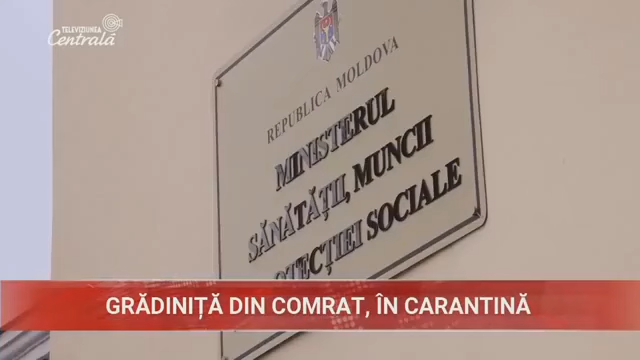 TELEVIZIUNEA
Centrală
REPUBLICA MOLDOVA
MINISTERUL
SĂNĂTĂȚII, MUNCII
PROTECȚIEI SOCIALE
GRĂDINIȚĂ DIN COMRAT, ÎN CARANTINĂ